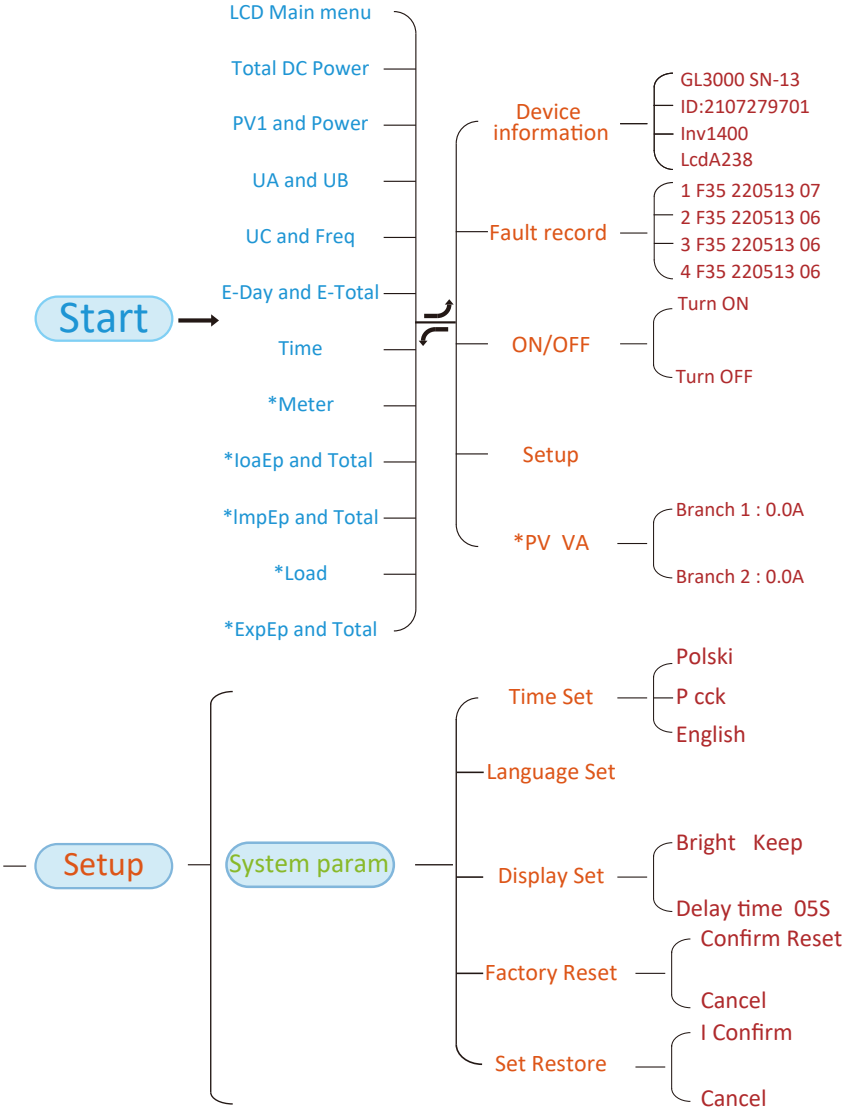 LCD Main menu
Total DC Power
PV1 and Power
UA and UB
UC and Freq
E-Day and E-Total
Start
Time
*Meter
*IoaEp and Total
*ImpEp and Total
*Load
*ExpEp and Total
Device
information
GL3000 SN-13
ID:2107279701
Inv1400
LcdA238
Fault record
1 F35 220513 07
2 F35 220513 06
3 F35 220513 06
4 F35 220513 06
ON/OFF
Turn ON
Turn OFF
Setup
*PV VA
Branch 1 : 0.0A
Branch 2 : 0.0A
Setup
System param
Time Set
Polski
P cck
English
Language Set
Display Set
Bright Keep
Delay time 05S
Factory Reset
Confirm Reset
Cancel
Set Restore
I Confirm
Cancel